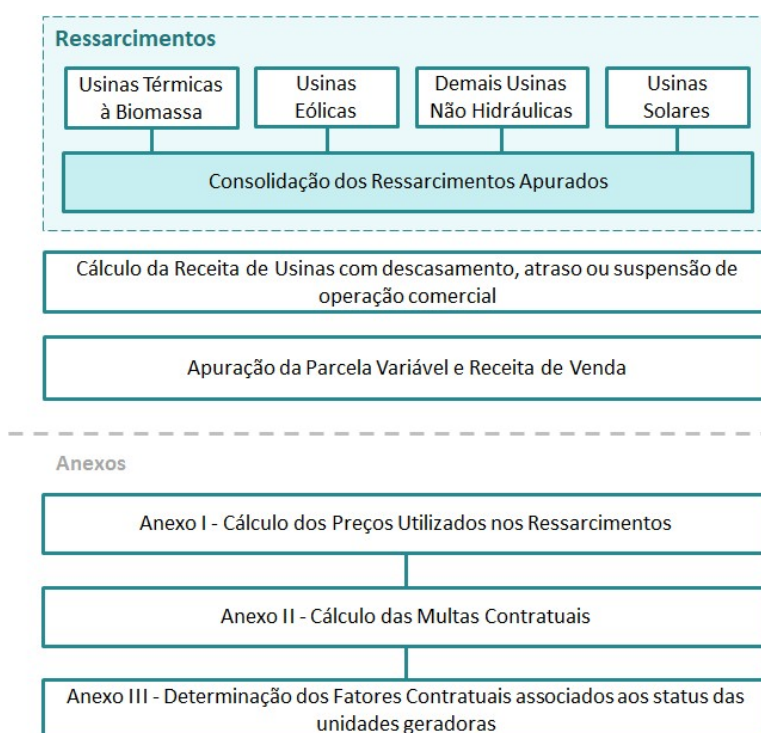 Ressarcimentos
Usinas Térmicas
à Biomassa
Usinas
Eólicas
Demais Usinas
Não Hidráulicas
Usinas
Solares
Consolidação dos Ressarcimentos Apurados
Cálculo da Receita de Usinas com descasamento, atraso ou suspensão de
operação comercial
Apuração da Parcela Variável e Receita de Venda
Anexos
Anexo I - Cálculo dos Preços Utilizados nos Ressarcimentos
Anexo II - Cálculo das Multas Contratuais
Anexo III - Determinação dos Fatores Contratuais associados aos status das
unidades geradoras